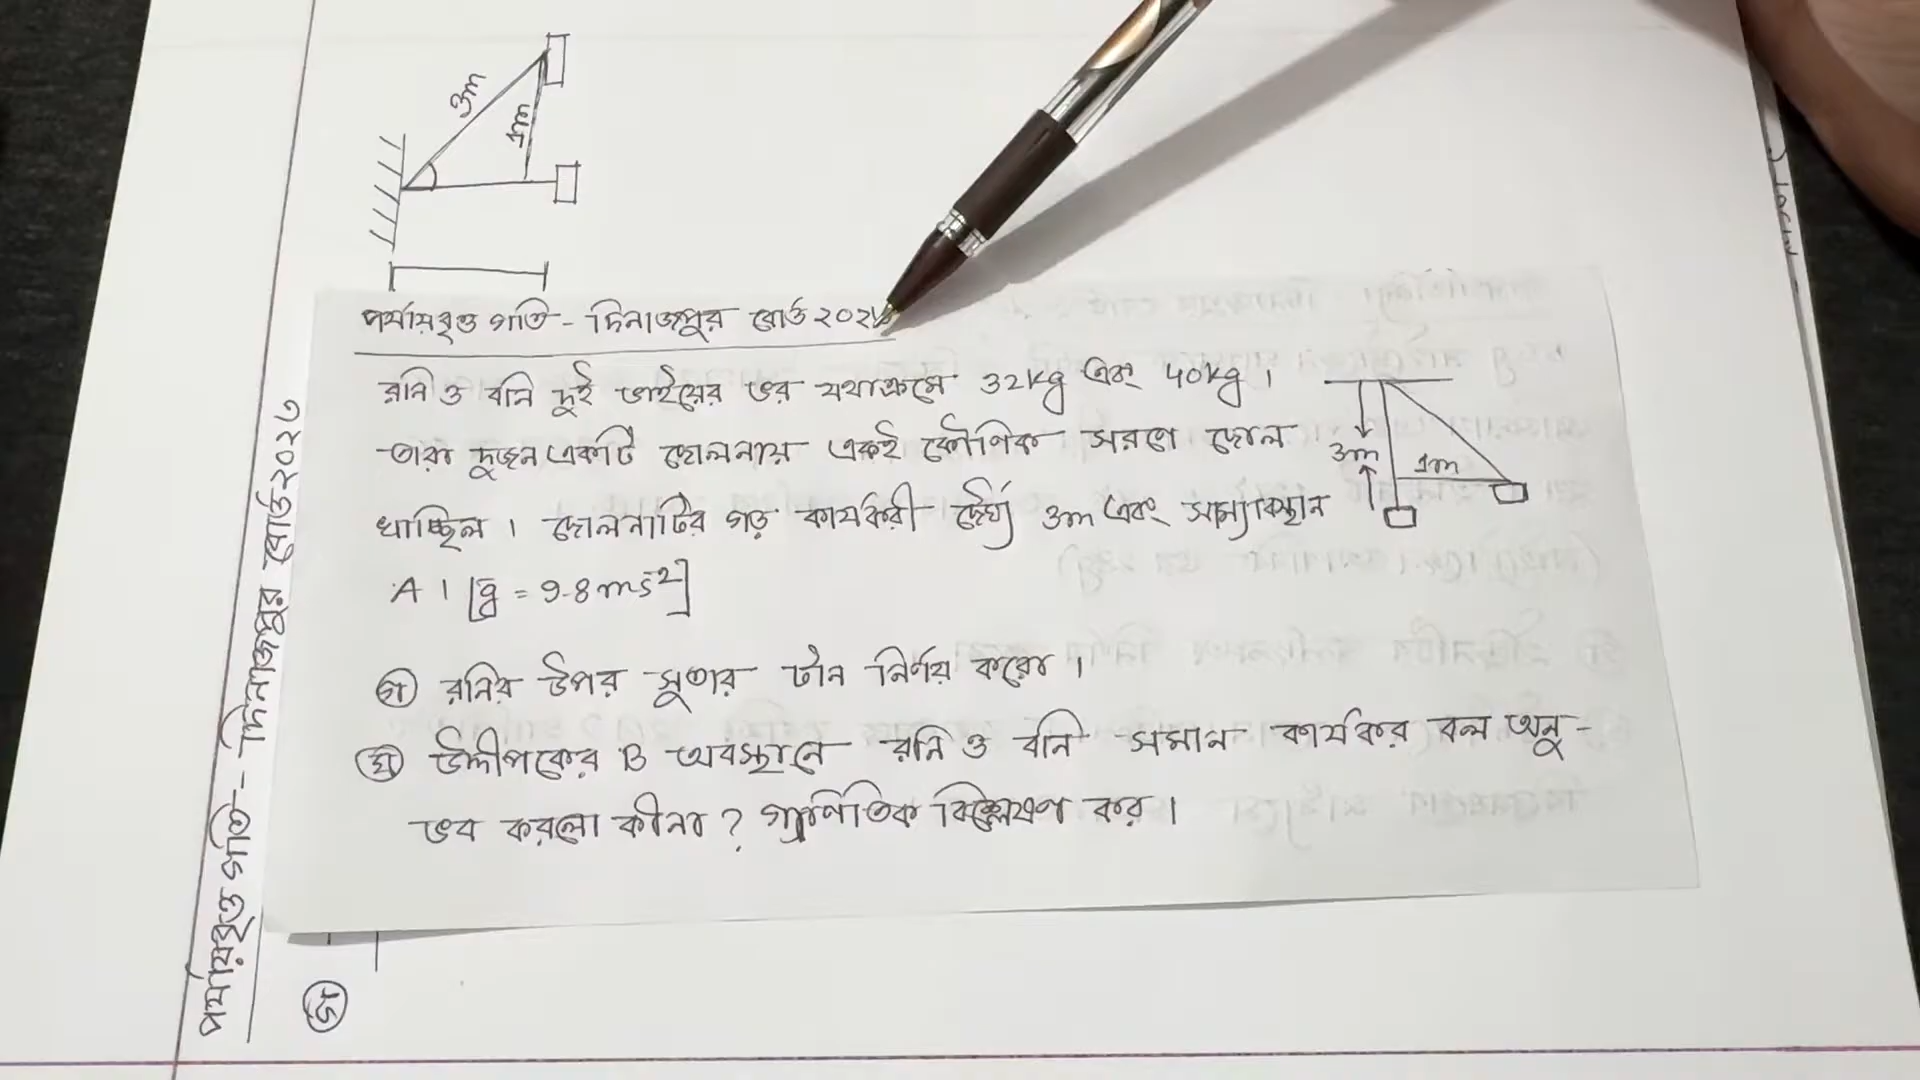 3m
1m
পর্যায়বৃত্ত গতি - দিনাজপুর বোর্ড ২০২৩
রনি ও বনি দুই ভাইয়ের ভর যথাক্রমে 32kg এবং 40kg ।
তারা দুজন একটি দোলনায় একই কৌণিক সরণে দোল
খাচ্ছিল । দোলনাটির গড় কার্যকরী দৈর্ঘ্য 3m এবং সাম্যাবস্থান
A । [g = 9.8 ms⁻²]
3m
1m
গ রনির উপর সুতার টান নির্ণয় করো ।
ঘ উদ্দীপকের B অবস্থানে রনি ও বনি সমান কার্যকর বল অনু-
ভব করলো কীনা ? গাণিতিক বিশ্লেষণ কর ।
পর্যায়বৃত্ত গতি - দিনাজপুর বোর্ড ২০২৩